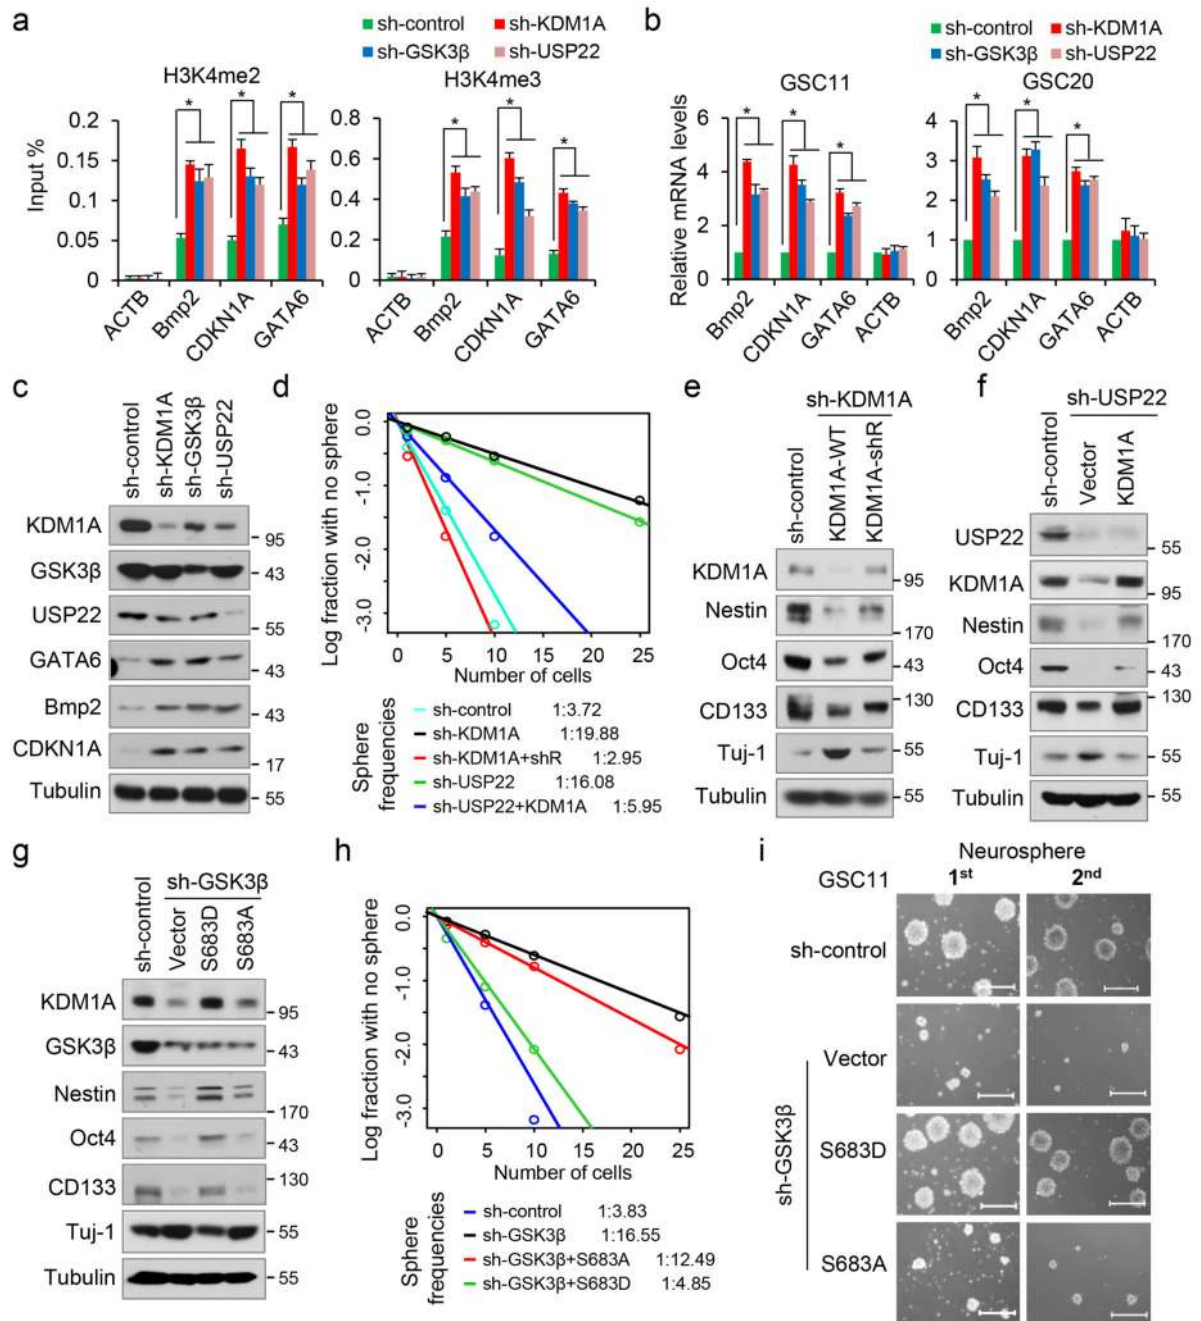 a
sh-control sh-KDM1A
sh-GSK3β sh-USP22
H3K4me2
H3K4me3
Input %
0.2
0.15
0.1
0.05
0
ACTB
Bmp2
CDKN1A
GATA6
*
*
*
0.8
0.6
0.4
0.2
0
ACTB
Bmp2
CDKN1A
GATA6
*
*
*
b
sh-control sh-KDM1A
sh-GSK3β sh-USP22
GSC11
GSC20
Relative mRNA levels
6
4
2
0
Bmp2
CDKN1A
GATA6
ACTB
*
*
*
4
3
2
1
0
Bmp2
CDKN1A
GATA6
ACTB
*
*
*
c
sh-control
sh-KDM1A
sh-GSK3β
sh-USP22
KDM1A 95
GSK3β 43
USP22 55
GATA6 43
Bmp2 43
CDKN1A 17
Tubulin 55
d
Log fraction with no sphere
0.0
-1.0
-2.0
-3.0
0 5 10 15 20 25
Number of cells
Sphere frequencies
sh-control 1:3.72
sh-KDM1A 1:19.88
sh-KDM1A+shR 1:2.95
sh-USP22 1:16.08
sh-USP22+KDM1A 1:5.95
e
sh-KDM1A
sh-control
KDM1A-WT
KDM1A-shR
KDM1A 95
Nestin 170
Oct4 43
CD133 130
Tuj-1 55
Tubulin 55
f
sh-USP22
sh-control
Vector
KDM1A
USP22 55
KDM1A 95
Nestin 170
Oct4 43
CD133 130
Tuj-1 55
Tubulin 55
g
sh-GSK3β
sh-control
Vector
S683D
S683A
KDM1A 95
GSK3β 43
Nestin 170
Oct4 43
CD133 130
Tuj-1 55
Tubulin 55
h
Log fraction with no sphere
0.0
-1.0
-2.0
-3.0
0 5 10 15 20 25
Number of cells
Sphere frequencies
sh-control 1:3.83
sh-GSK3β 1:16.55
sh-GSK3β+S683A 1:12.49
sh-GSK3β+S683D 1:4.85
i
Neurosphere
GSC11 1st 2nd
sh-control
sh-GSK3β
Vector
S683D
S683A